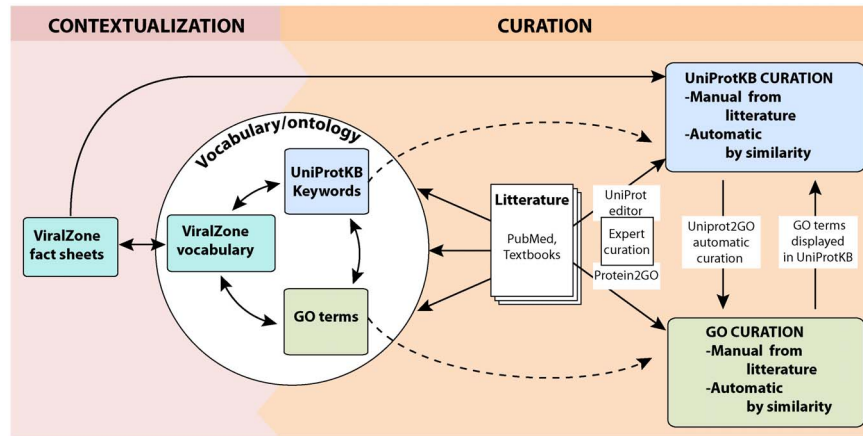 CONTEXTUALIZATION
CURATION
Vocabulary/ontology
UniProtKB
Keywords
ViralZone
fact sheets
ViralZone
vocabulary
GO terms
Litterature
PubMed,
Textbooks
UniProt
editor
Expert
curation
Protein2GO
UniProtKB CURATION
-Manual from
litterature
-Automatic
by similarity
Uniprot2GO
automatic
curation
GO terms
displayed
in UniProtKB
GO CURATION
-Manual from
litterature
-Automatic
by similarity